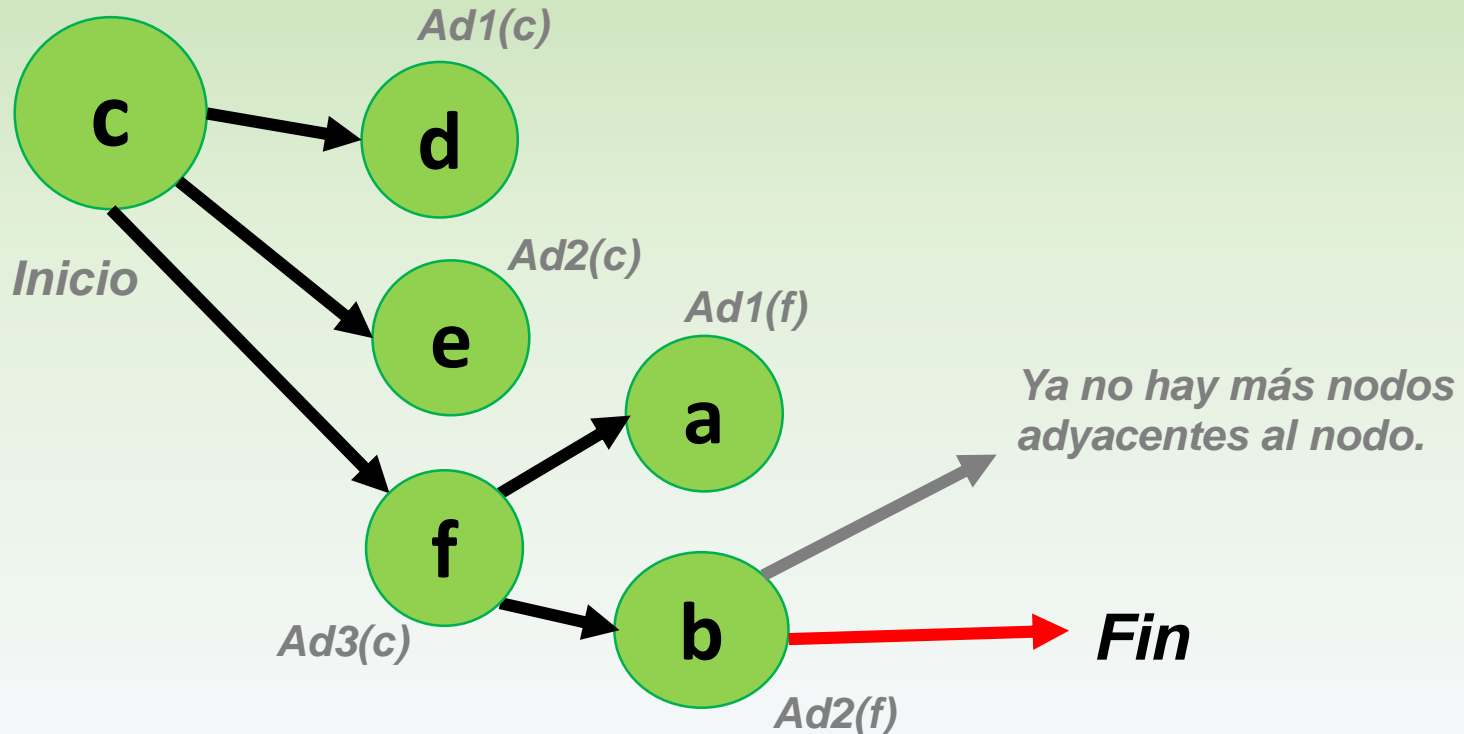 Ad1(c)
c
d
Inicio
Ad2(c)
e
Ad1(f)
a
Ya no hay más nodos
adyacentes al nodo.
f
Ad3(c)
b
Fin
Ad2(f)